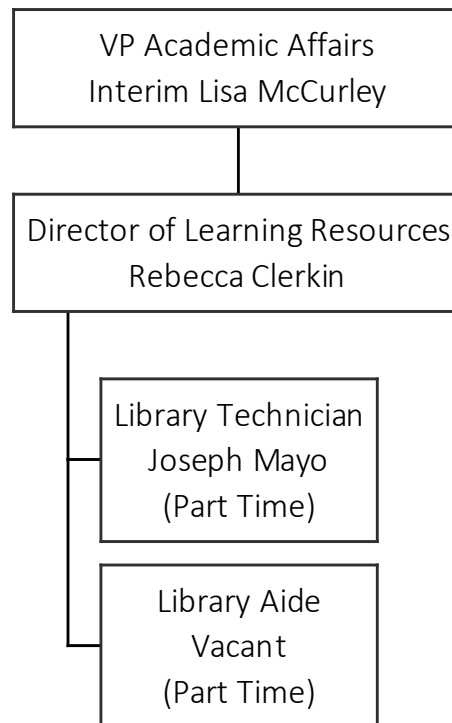 VP Academic Affairs
Interim Lisa McCurley
Director of Learning Resources
Rebecca Clerkin
Library Technician
Joseph Mayo
(Part Time)
Library Aide
Vacant
(Part Time)